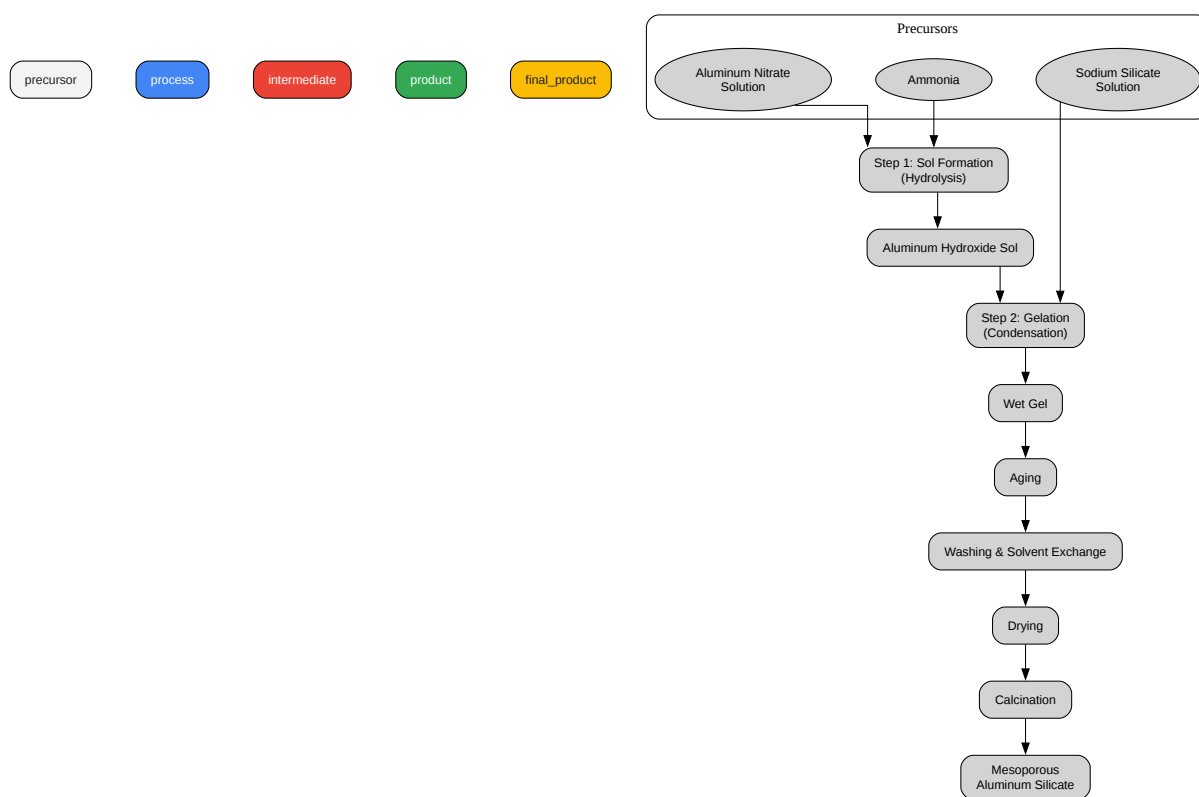 Precursors
precursor
process
intermediate
product
final_product
Aluminum Nitrate
Solution
Ammonia
Sodium Silicate
Solution
Step 1: Sol Formation
(Hydrolysis)
Aluminum Hydroxide Sol
Step 2: Gelation
(Condensation)
Wet Gel
Aging
Washing & Solvent Exchange
Drying
Calcination
Mesoporous
Aluminum Silicate